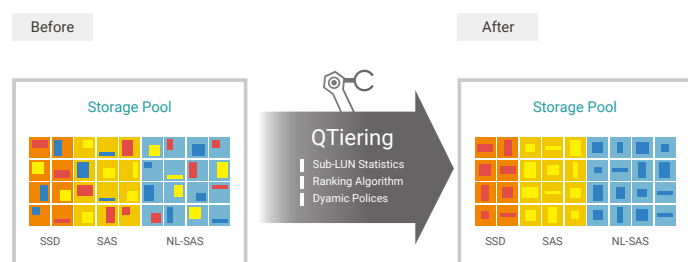 Before
After
Storage Pool
SSD
SAS
NL-SAS
QTiering
Sub-LUN Statistics
Ranking Algorithm
Dyamic Polices
Storage Pool
SSD
SAS
NL-SAS